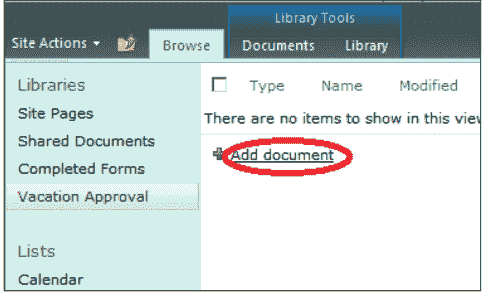 Library Tools
Site Actions Browse Documents Library
Libraries
Site Pages
Shared Documents
Completed Forms
Vacation Approval
Lists
Calendar
Type Name Modified
There are no items to show in this view
Add document